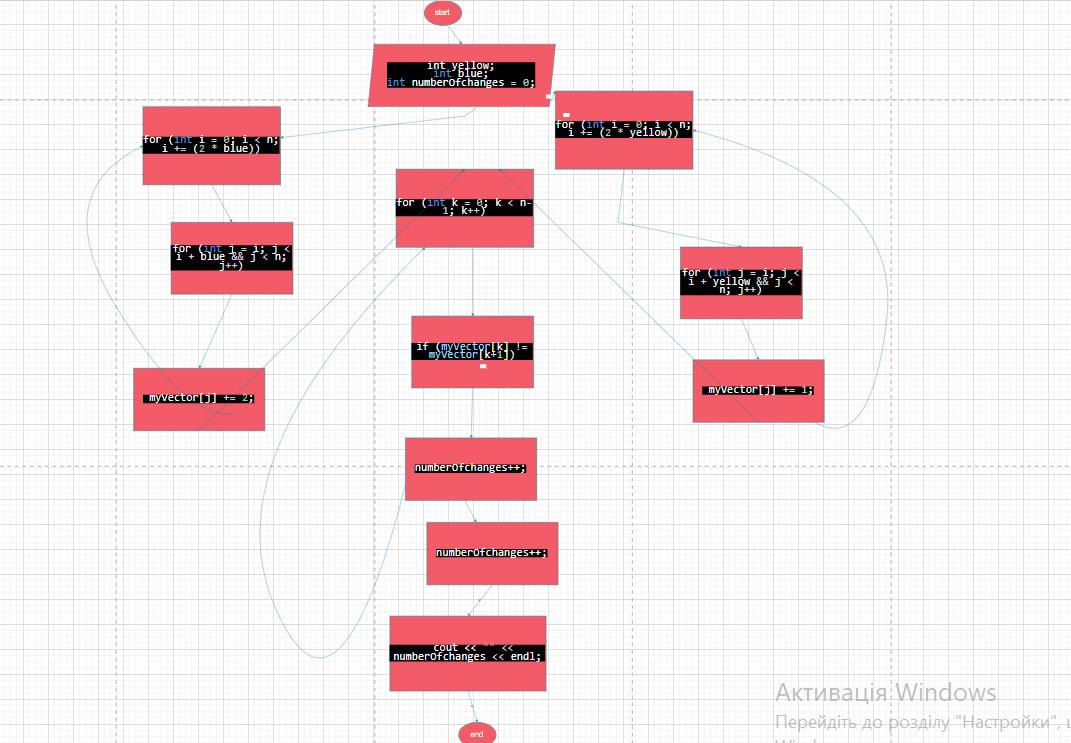 start
int yellow;
int blue;
int numberOfchanges = 0;
for (int i = 0; i < n;
i += (2 * blue))
for (int i = 0; i < n;
i += (2 * yellow))
for (int k = 0; k < n-
1; k++)
for (int j = i; j <
i + blue && j < n;
j++)
for (int j = i; j <
i + yellow && j <
n; j++)
if (myVector[k] !=
myVector[k+1])
myVector[j] += 2;
myVector[j] += 1;
numberOfchanges++;
numberOfchanges++;
cout << "" <<
numberOfchanges << endl;
end
Активація Windows
Перейдіть до розділу "Настройки",